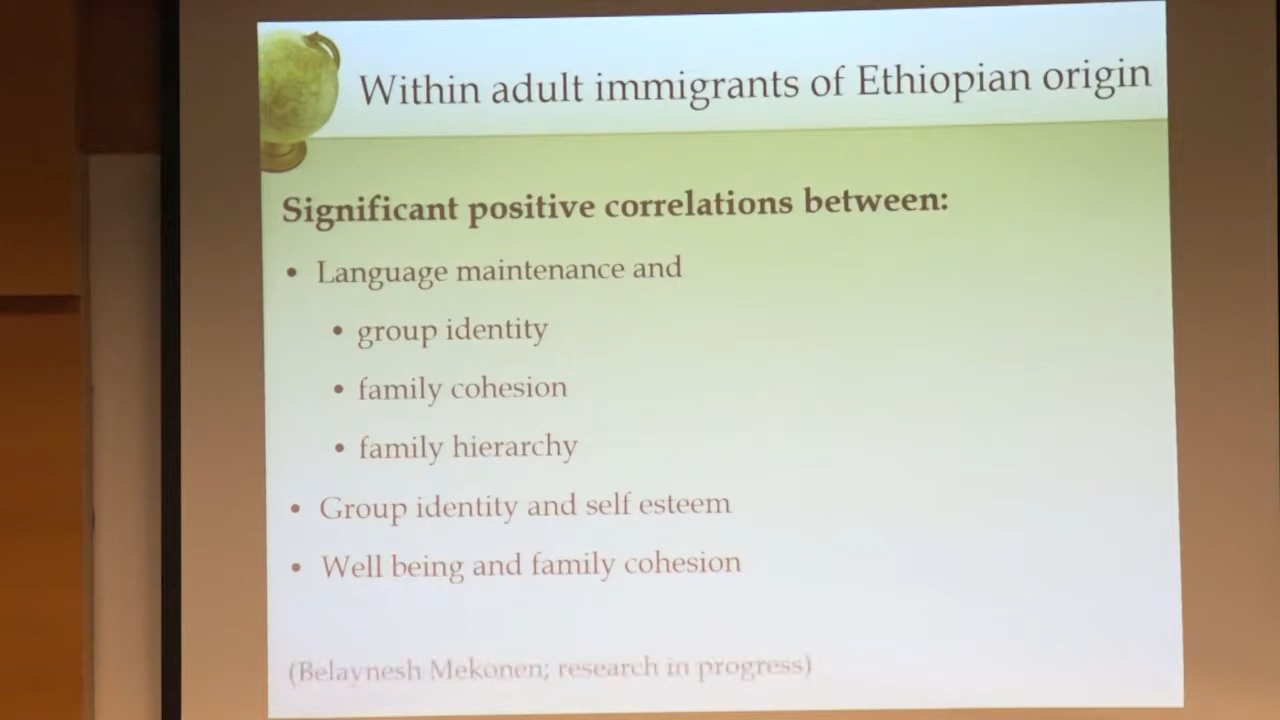 Within adult immigrants of Ethiopian origin
Significant positive correlations between:
• Language maintenance and
• group identity
• family cohesion
• family hierarchy
• Group identity and self esteem
• Well being and family cohesion
(Belaynesh Mekonen; research in progress)